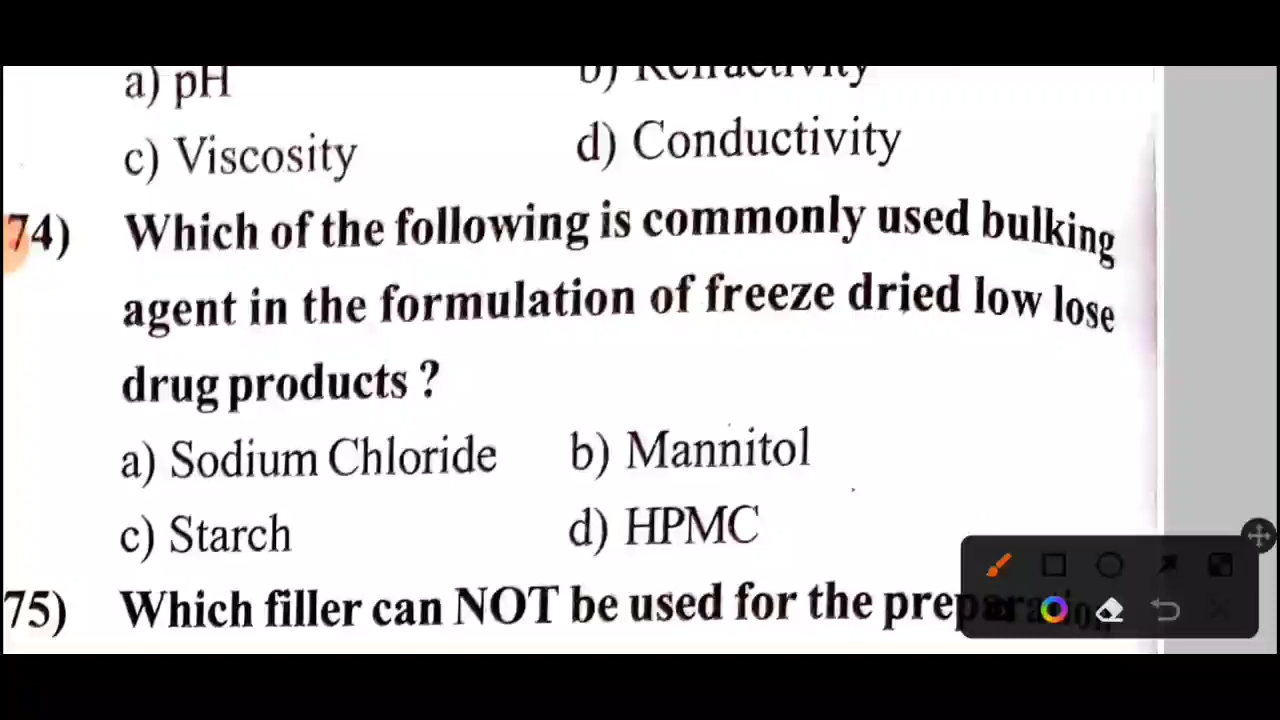 a) pH
c) Viscosity
d) Conductivity
74) Which of the following is commonly used bulking
agent in the formulation of freeze dried low lose
drug products ?
a) Sodium Chloride b) Mannitol
c) Starch d) HPMC
75) Which filler can NOT be used for the preparation